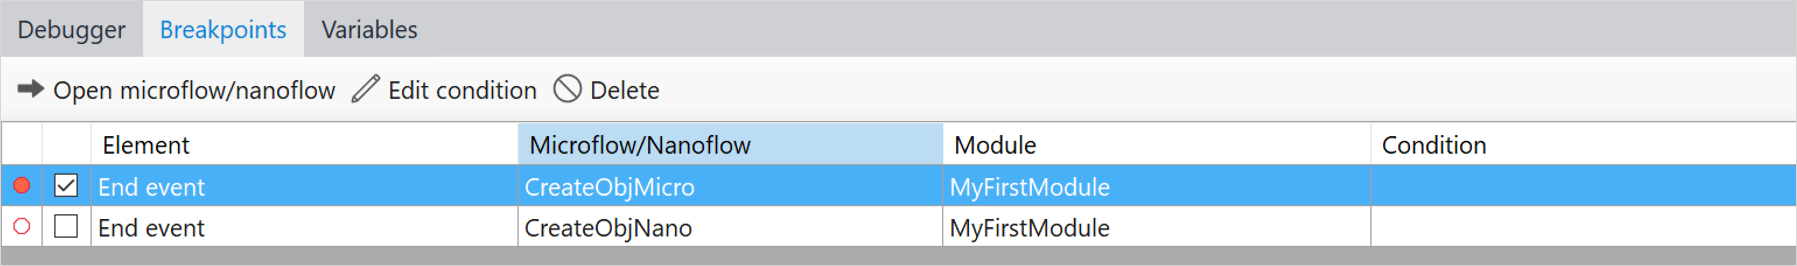 Debugger Breakpoints Variables
Open microflow/nanoflow Edit condition Delete
Element Microflow/Nanoflow Module Condition
End event CreateObjMicro MyFirstModule
End event CreateObjNano MyFirstModule